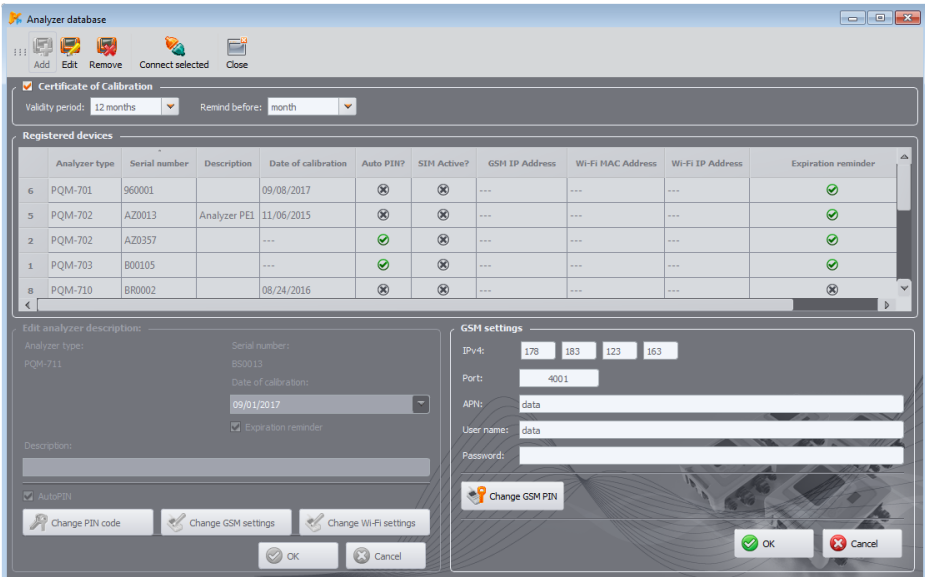 Analyzer database
Add Edit Remove Connect selected Close
Certificate of Calibration
Validity period: 12 months Remind before: month
Registered devices
Analyzer type Serial number Description Date of calibration Auto PIN? SIM Active? GSM IP Address Wi-Fi MAC Address Wi-Fi IP Address Expiration reminder
6 PQM-701 960001 09/08/2017 --- --- ---
5 PQM-702 AZ0013 Analyzer PE1 11/06/2015 --- --- ---
2 PQM-702 AZ0357 --- --- --- ---
1 PQM-703 B00105 --- --- --- ---
8 PQM-710 BR0002 08/24/2016 --- --- ---
Edit analyzer description:
Analyzer type: Serial number:
PQM-711 BS0013
Date of calibration:
09/01/2017
Expiration reminder
Description:
AutoPIN
Change PIN code Change GSM settings Change Wi-Fi settings
OK Cancel
GSM settings
IPv4: 178 183 123 163
Port: 4001
APN: data
User name: data
Password:
Change GSM PIN
OK Cancel